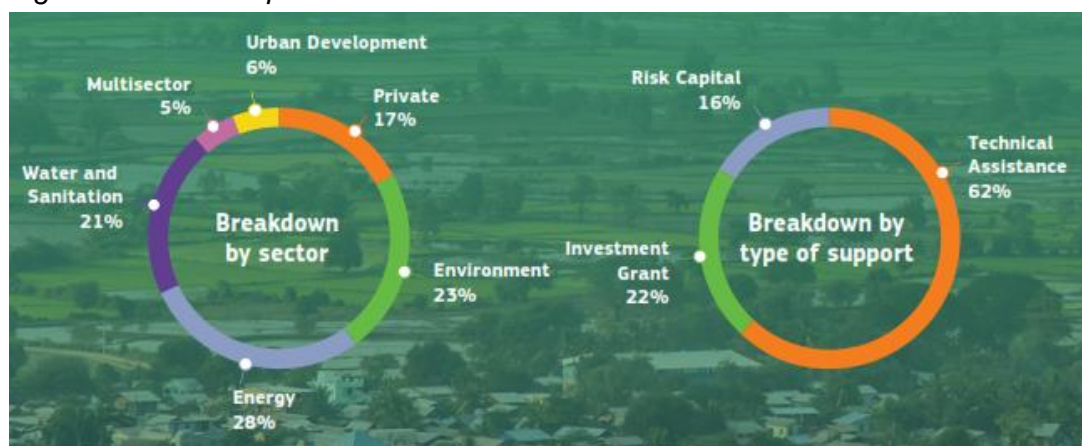 Urban Development
6%
Multisector
5%
Private
17%
Water and
Sanitation
21%
Breakdown
by sector
Environment
23%
Energy
28%
Risk Capital
16%
Technical
Assistance
62%
Breakdown by
type of support
Investment
Grant
22%